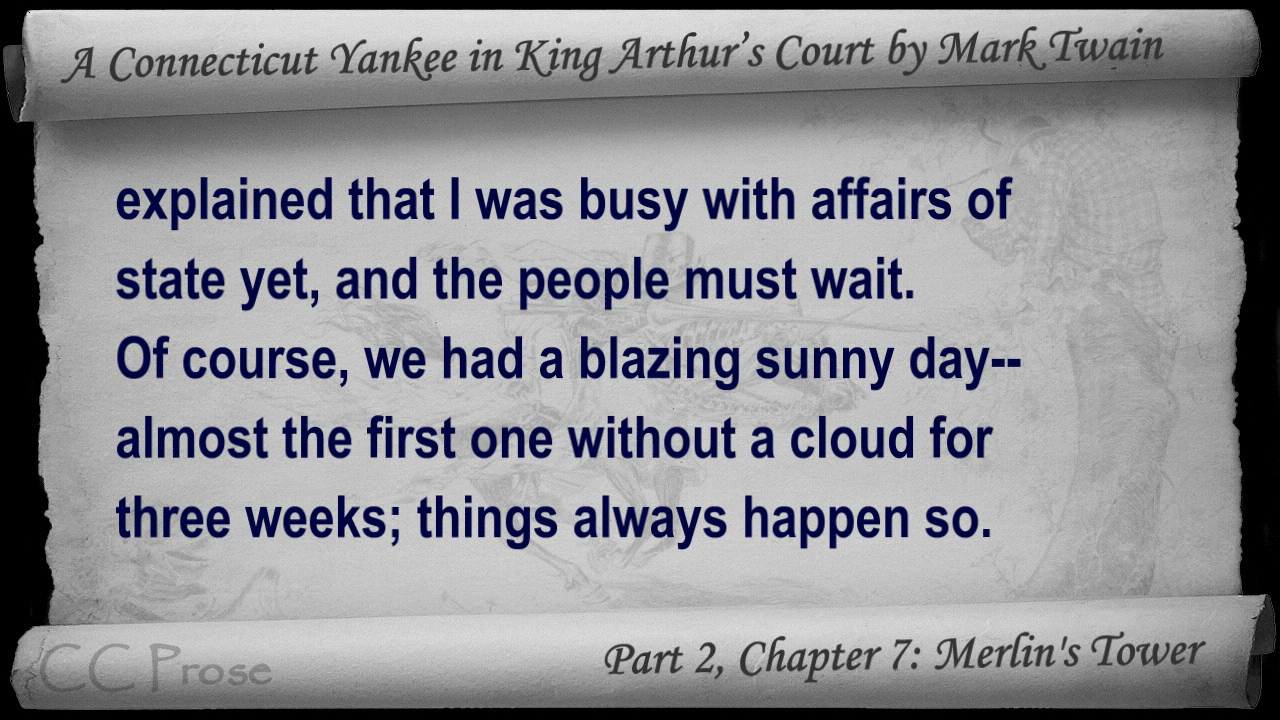 A Connecticut Yankee in King Arthur's Court by Mark Twain
explained that I was busy with affairs of
state yet, and the people must wait.
Of course, we had a blazing sunny day--
almost the first one without a cloud for
three weeks; things always happen so.
CC Prose
Part 2, Chapter 7: Merlin's Tower